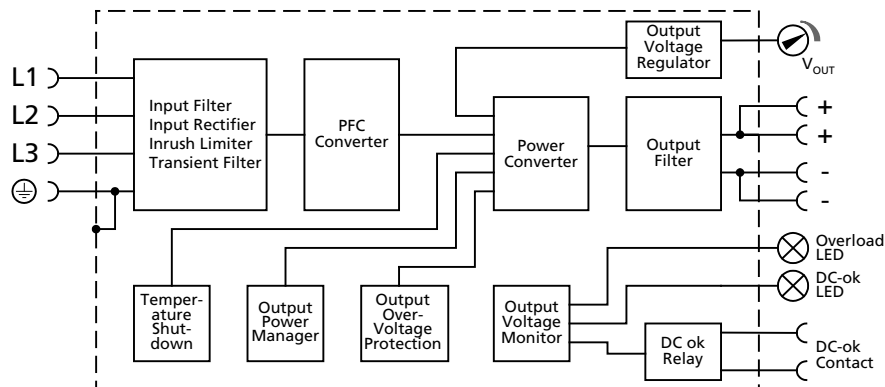 L1
L2
L3
Input Filter
Input Rectifier
Inrush Limiter
Transient Filter
PFC
Converter
Power
Converter
Output
Voltage
Regulator
Output
Filter
VOUT
+
+
-
-
Temper-
ature
Shut-
down
Output
Power
Manager
Output
Over-
Voltage
Protection
Output
Voltage
Monitor
DC ok
Relay
Overload
LED
DC-ok
LED
DC-ok
Contact